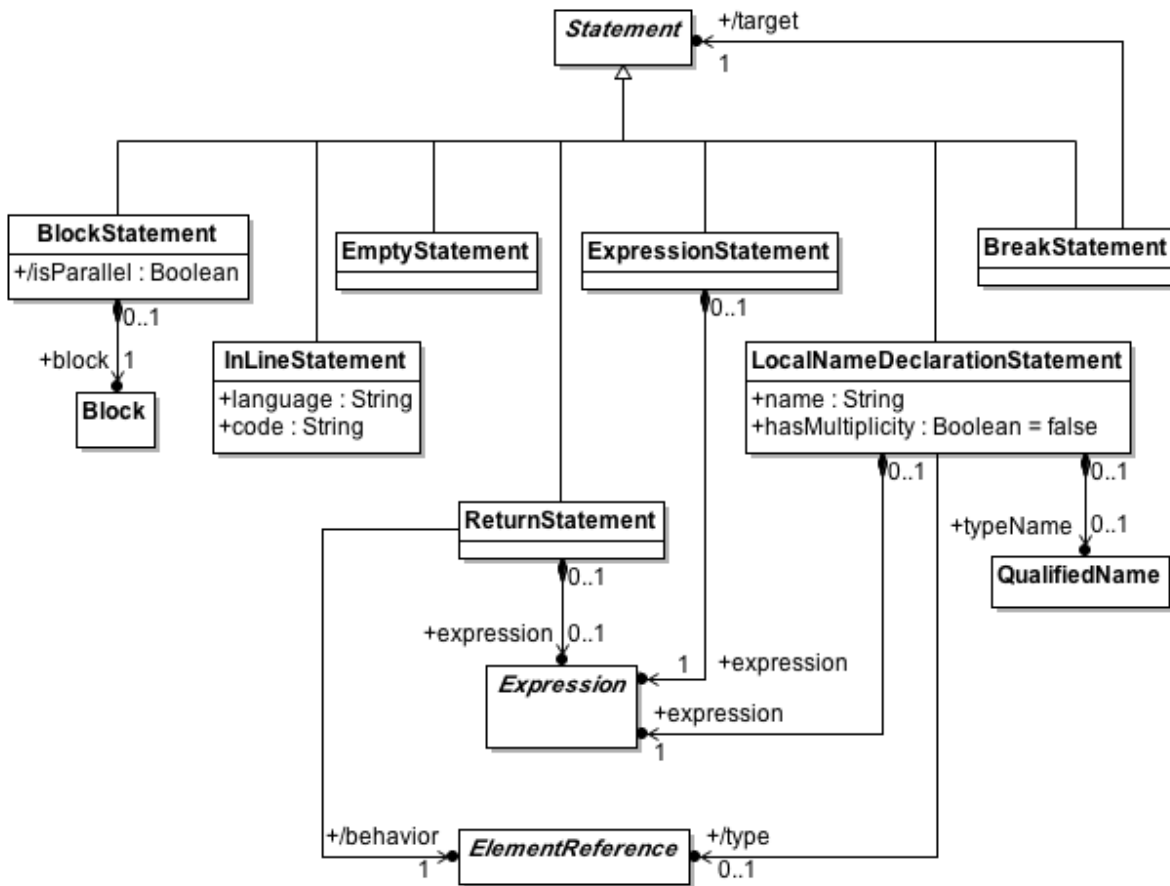 Statement
+/target
1
BlockStatement
+/isParallel : Boolean
0..1
+block
1
Block
InLineStatement
+language : String
+code : String
EmptyStatement
ExpressionStatement
0..1
BreakStatement
LocalNameDeclarationStatement
+name : String
+hasMultiplicity : Boolean = false
0..1
0..1
+typeName
0..1
QualifiedName
ReturnStatement
0..1
+expression
0..1
Expression
1
+expression
+expression
1
+/behavior
1
ElementReference
+/type
0..1